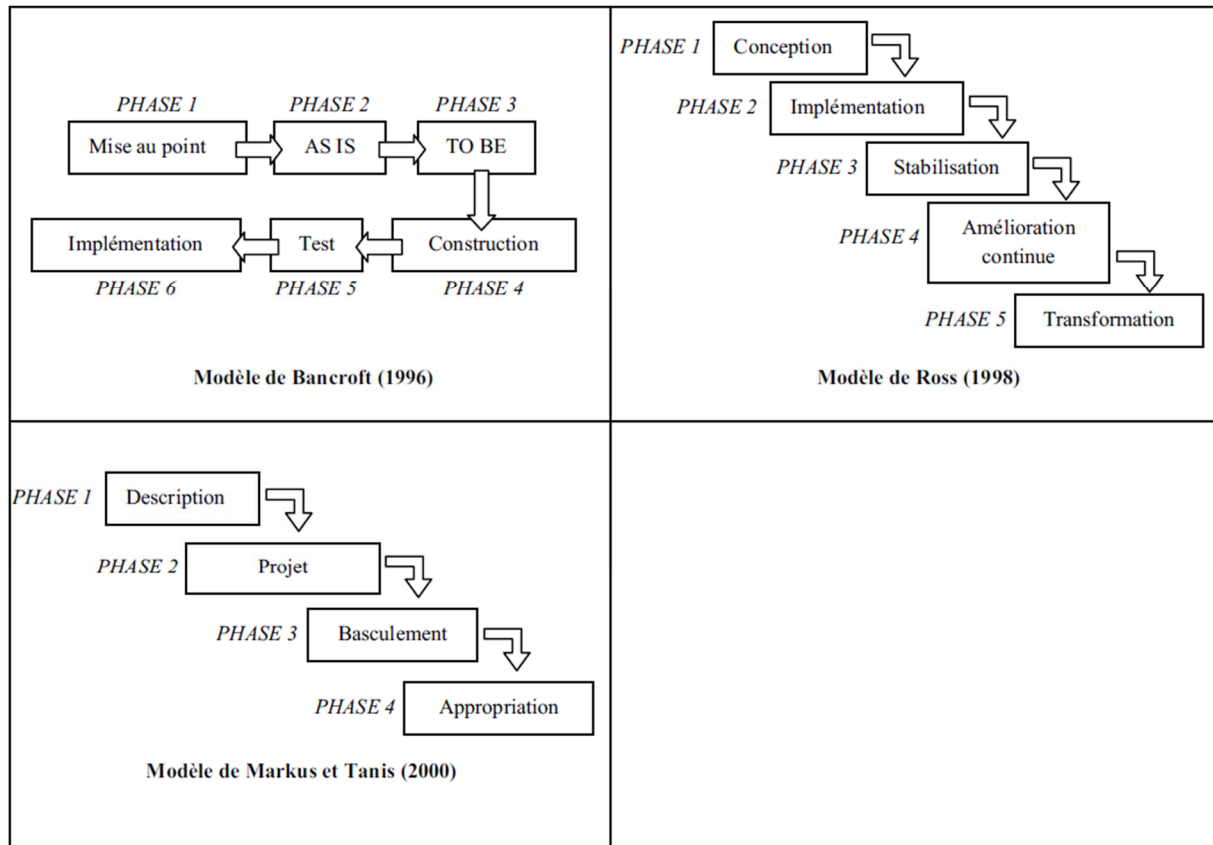 PHASE 1 PHASE 2 PHASE 3
Mise au point AS IS TO BE
Implémentation Test Construction
PHASE 6 PHASE 5 PHASE 4
Modèle de Bancroft (1996)
PHASE 1 Conception
PHASE 2 Implémentation
PHASE 3 Stabilisation
PHASE 4 Amélioration
continue
PHASE 5 Transformation
Modèle de Ross (1998)
PHASE 1 Description
PHASE 2 Projet
PHASE 3 Basculement
PHASE 4 Appropriation
Modèle de Markus et Tanis (2000)